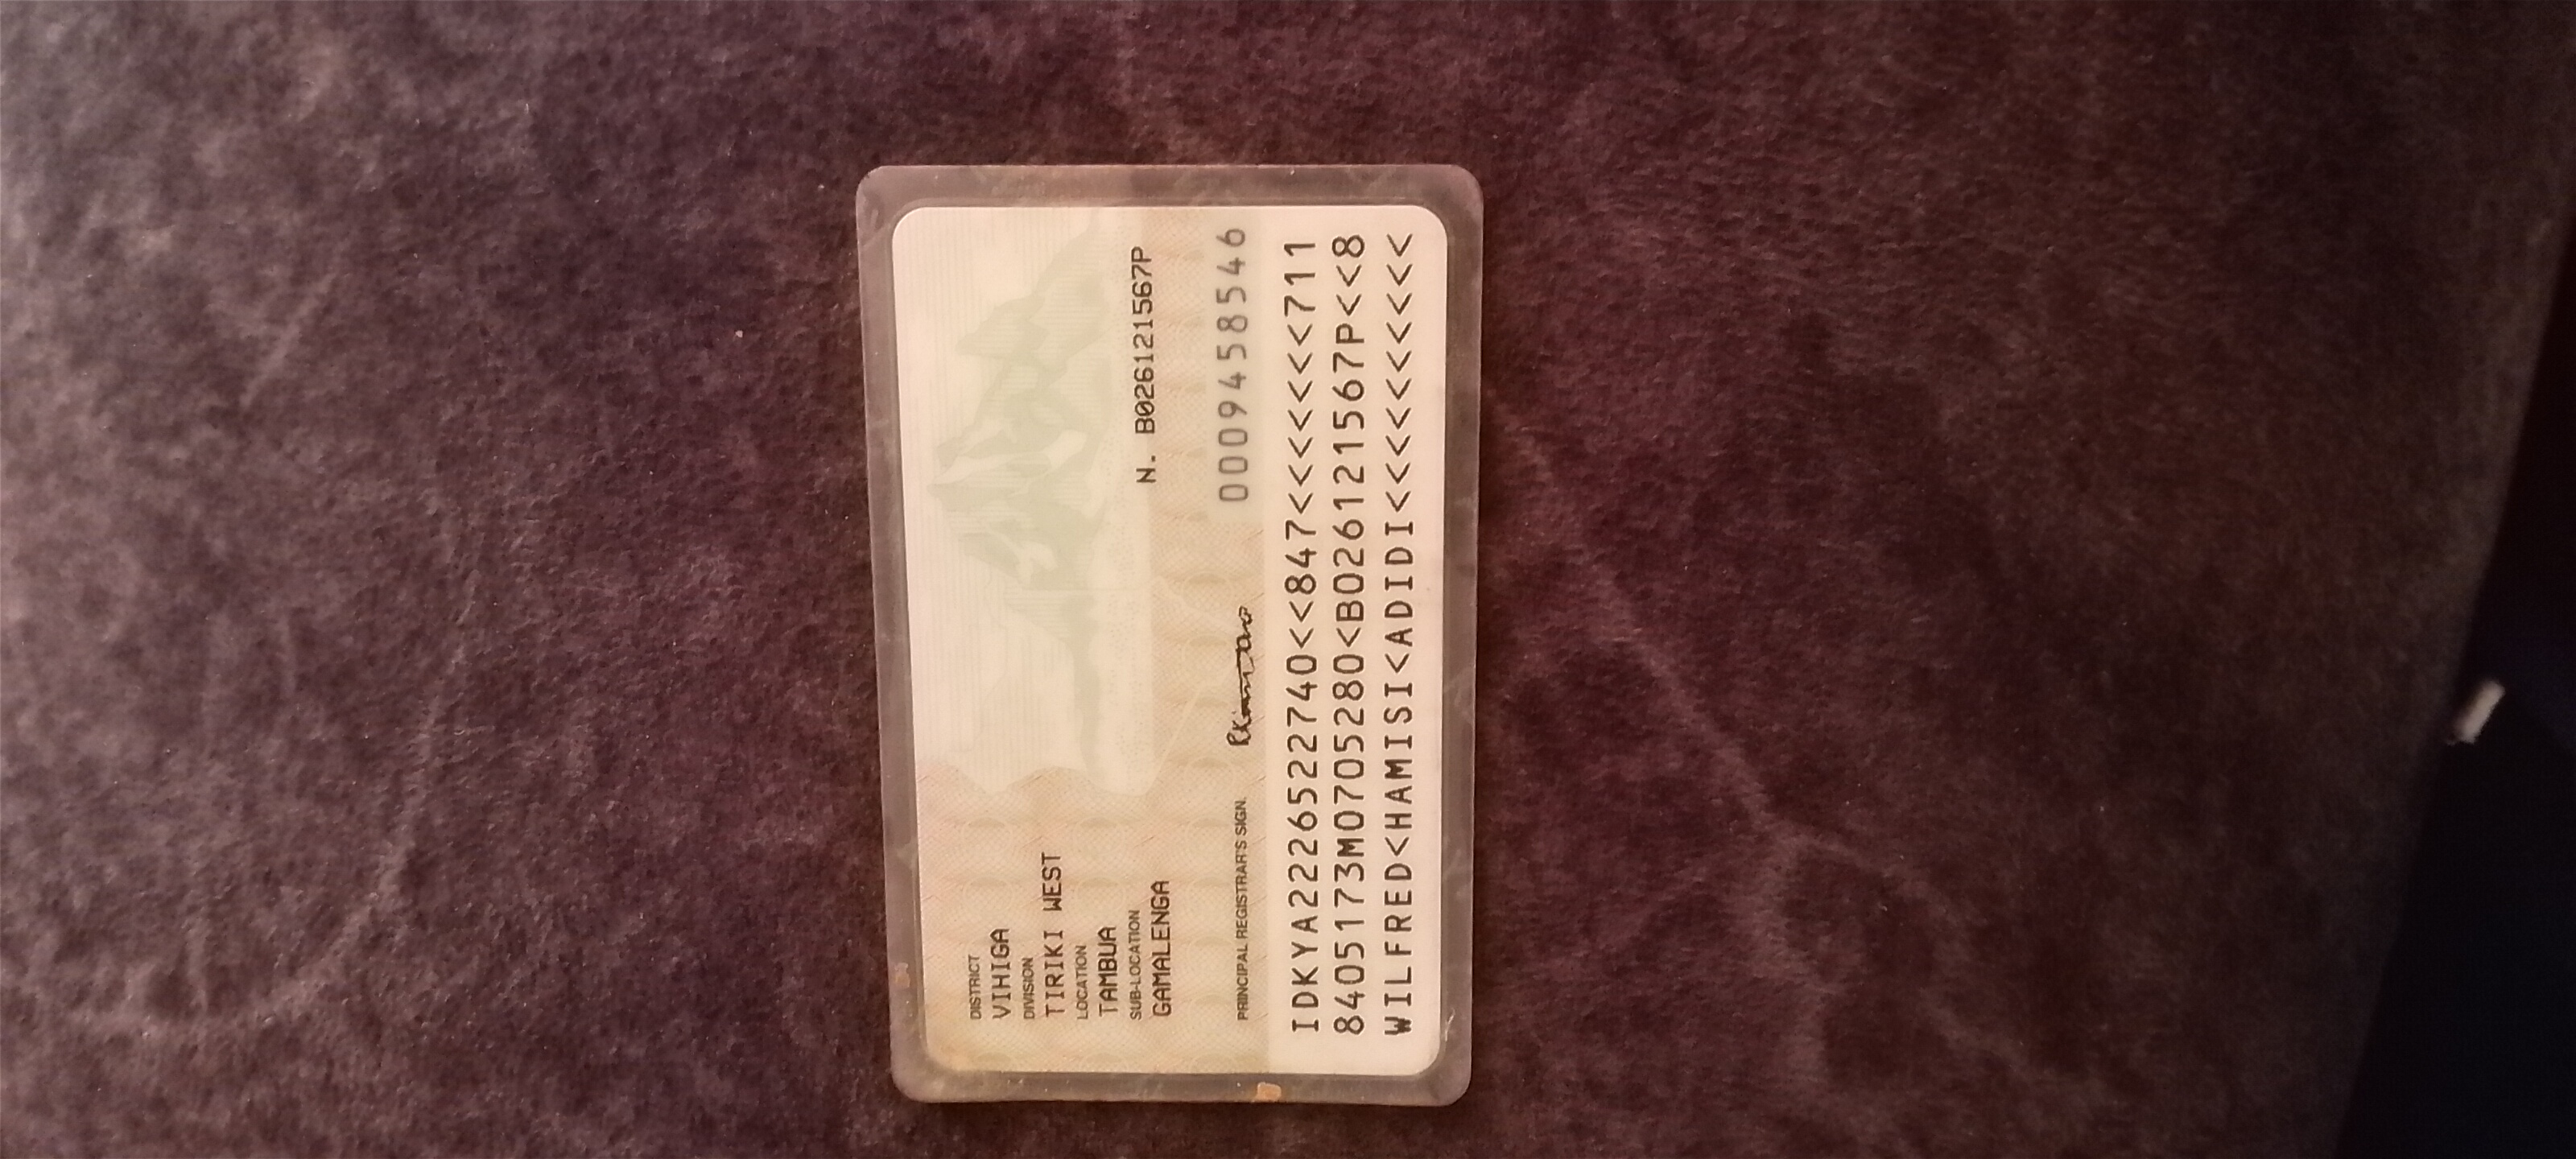 DISTRICT
VIHIGA
DIVISION
TIRIKI WEST
LOCATION
TAMBUA
SUB-LOCATION
GAMALENGA
N. B026121567P
PRINCIPAL REGISTRAR'S SIGN.
0009458546
IDKYA2226522740<<847<<<<<<<711
8405173M0705280<B026121567P<<8
WILFRED<HAMISI<ADIDI<<<<<<<<<<